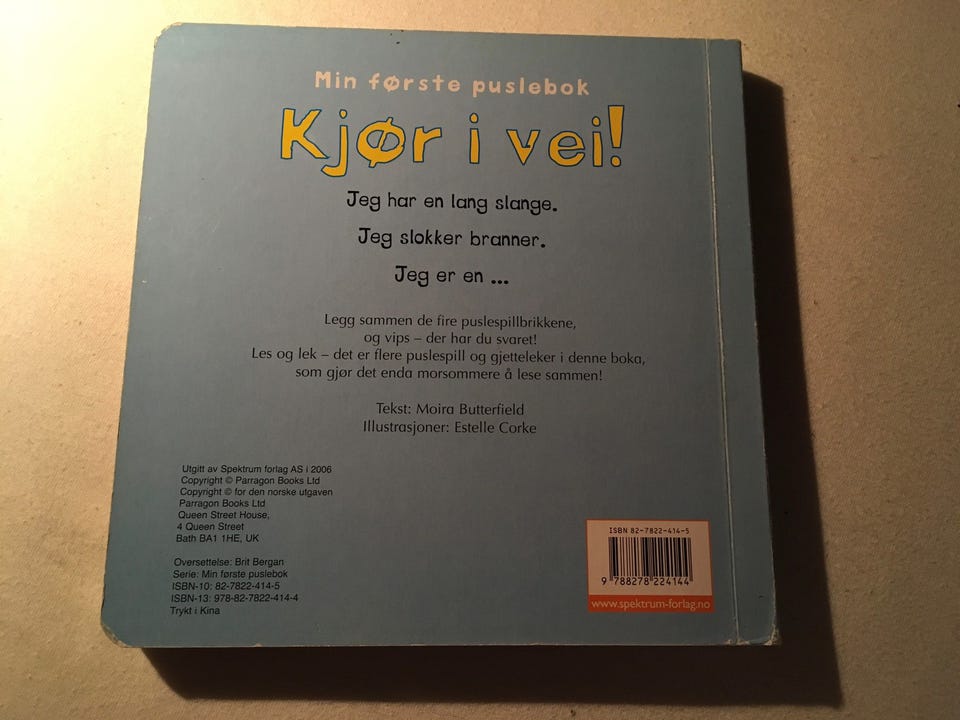 Min første puslebok
Kjør i vei!
Jeg har en lang slange.
Jeg slokker branner.
Jeg er en ...
Legg sammen de fire puslespillbrikkene,
og vips – der har du svaret!
Les og lek – det er flere puslespill og gjetteleker i denne boka,
som gjør det enda morsommere å lese sammen!
Tekst: Moira Butterfield
Illustrasjoner: Estelle Corke
Utgitt av Spektrum forlag AS i 2006
Copyright © Parragon Books Ltd
Copyright © for den norske utgaven
Parragon Books Ltd
Queen Street House,
4 Queen Street
Bath BA1 1HE, UK
Oversettelse: Brit Bergan
Serie: Min første puslebok
ISBN-10: 82-7822-414-5
ISBN-13: 978-82-7822-414-4
Trykt i Kina
ISBN 82-7822-414-5
9 788278 224144
www.spektrum-forlag.no